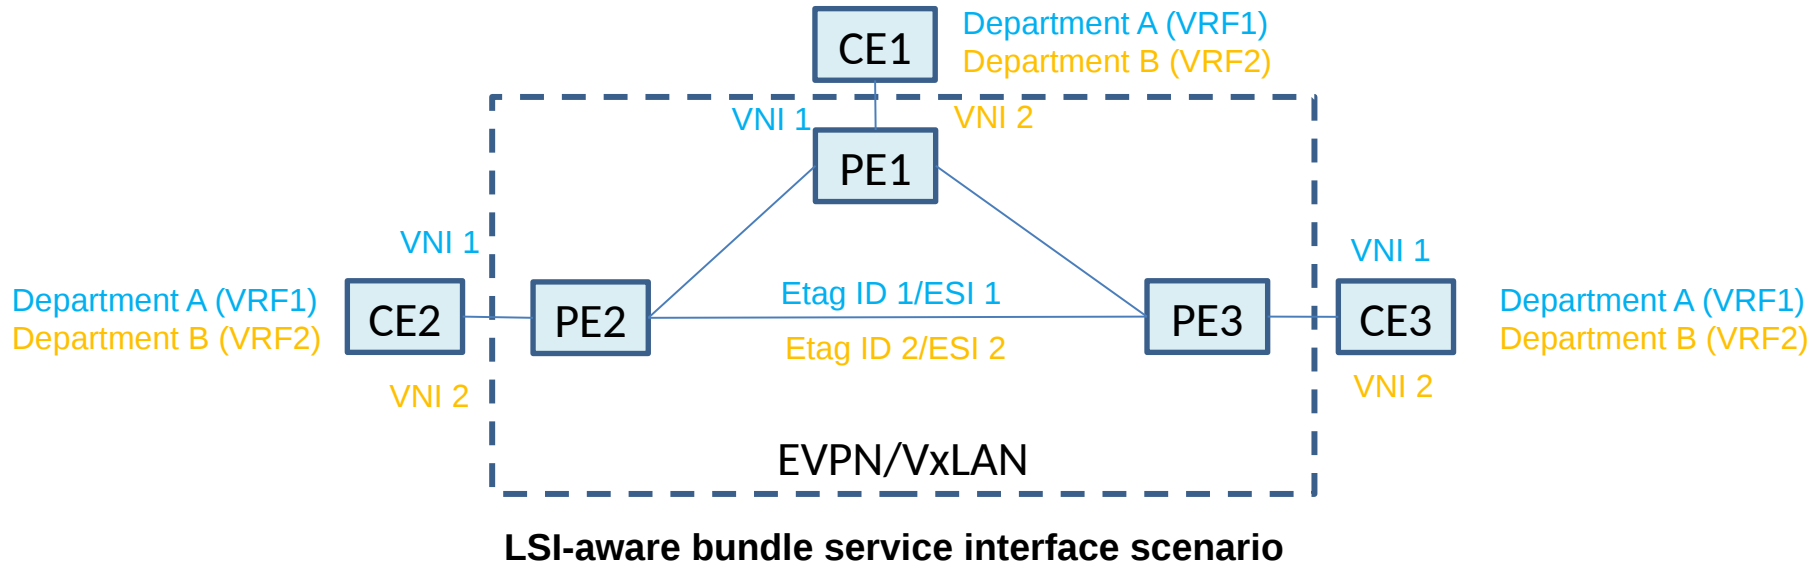 CE1
Department A (VRF1)
Department B (VRF2)
VNI 1
VNI 2
PE1
VNI 1
VNI 1
Department A (VRF1)
Department B (VRF2)
CE2
PE2
Etag ID 1/ESI 1
Etag ID 2/ESI 2
PE3
CE3
Department A (VRF1)
Department B (VRF2)
VNI 2
VNI 2
EVPN/VxLAN
LSI-aware bundle service interface scenario